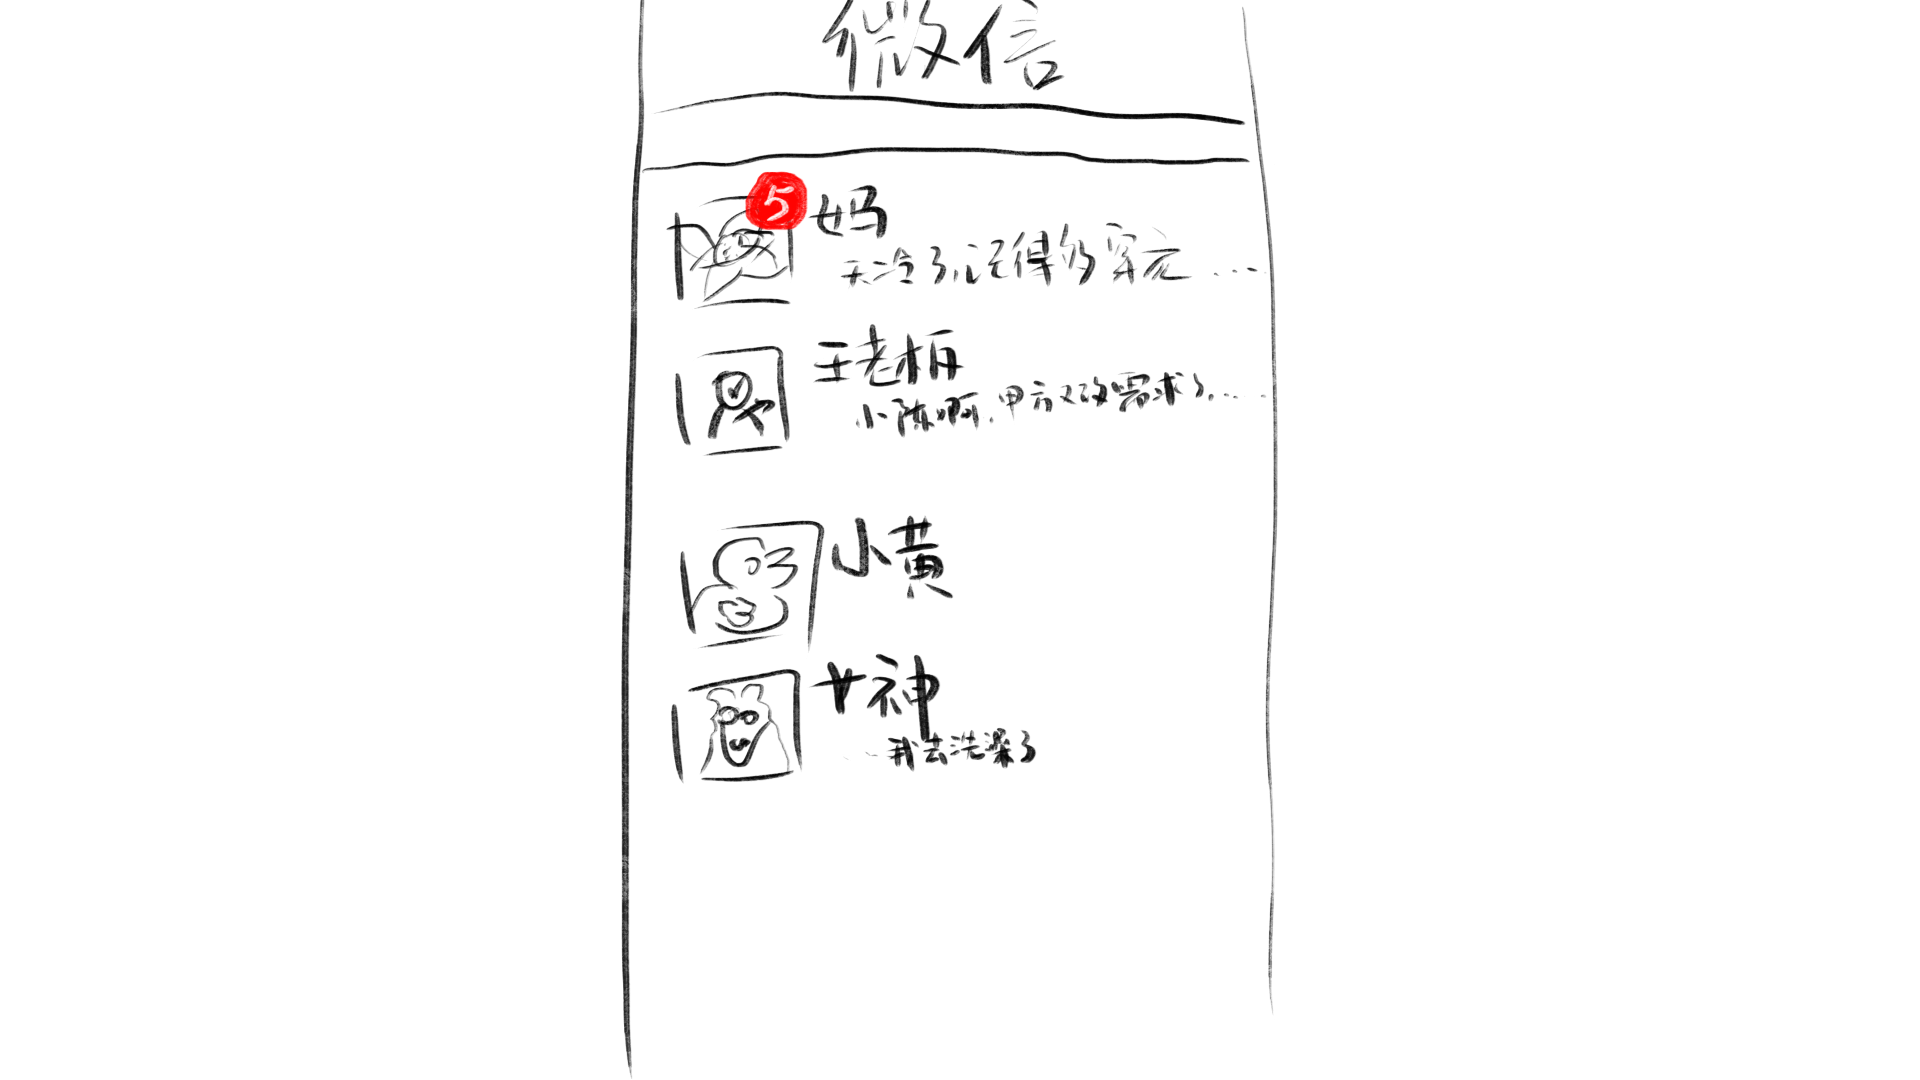 微信
5
妈
天冷了,记得多穿衣....
王老板
小陈啊,甲方又改需求了.....
小黄
女神
我去洗澡了